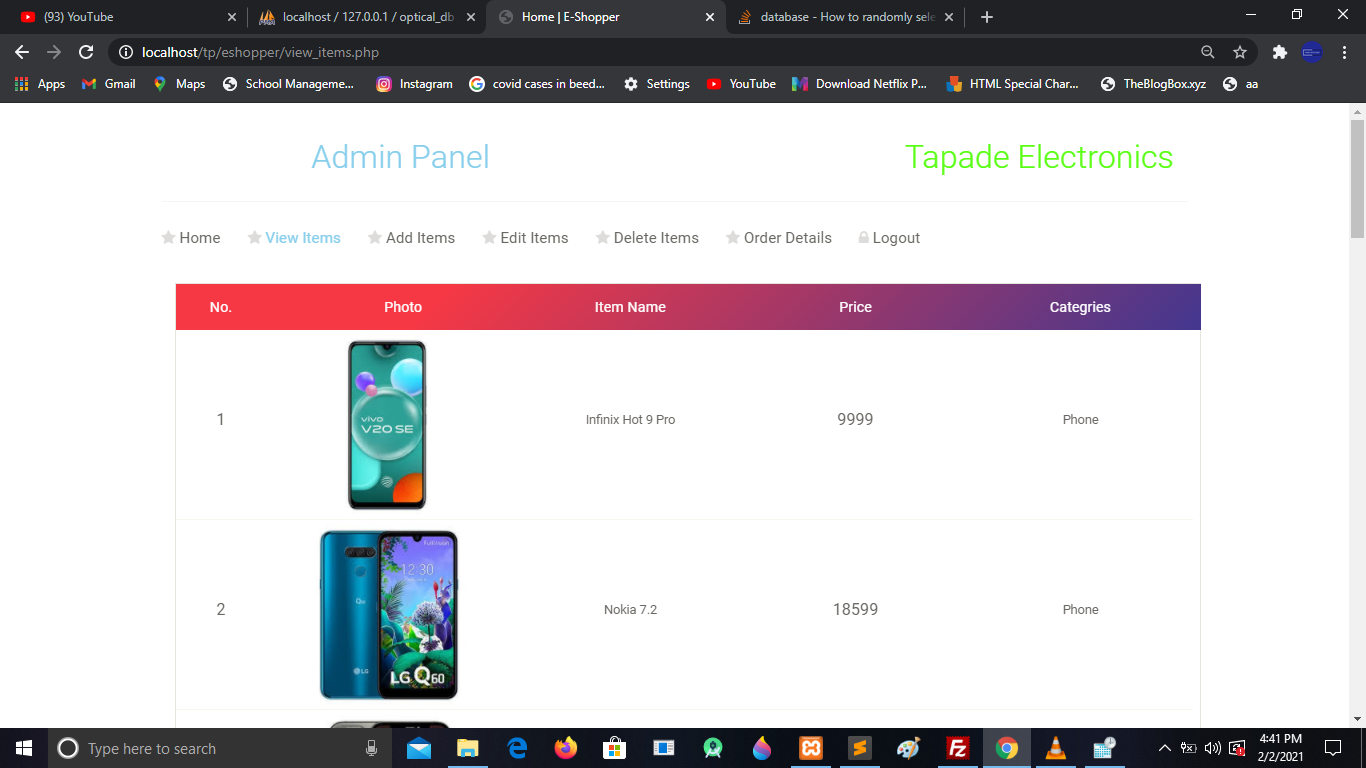 (93) YouTube
localhost / 127.0.0.1 / optical_db
Home | E-Shopper
database - How to randomly sele
localhost/tp/eshopper/view_items.php
Apps Gmail Maps School Manageme... Instagram covid cases in beed... Settings YouTube Download Netflix P... HTML Special Char... TheBlogBox.xyz aa
Admin Panel Tapade Electronics
Home View Items Add Items Edit Items Delete Items Order Details Logout
No. Photo Item Name Price Categries
vivo
V20 SE
1 Infinix Hot 9 Pro 9999 Phone
FullVision
12:30
2 Nokia 7.2 18599 Phone
LG
LG Q60
Type here to search
4:41 PM
2/2/2021